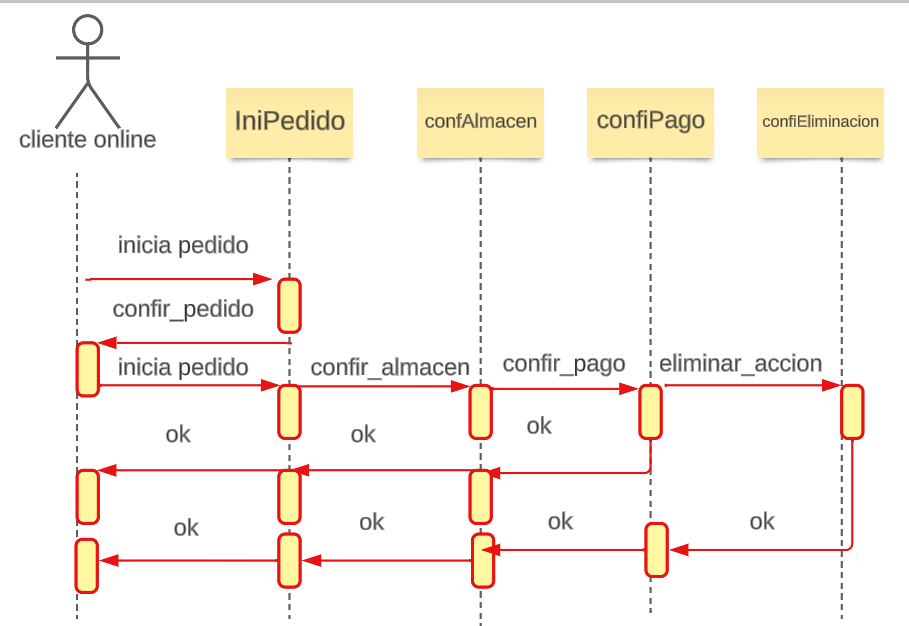 cliente online
IniPedido
confAlmacen
confiPago
confiEliminacion
inicia pedido
confir_pedido
inicia pedido
confir_almacen
confir_pago
eliminar_accion
ok
ok
ok
ok
ok
ok
ok